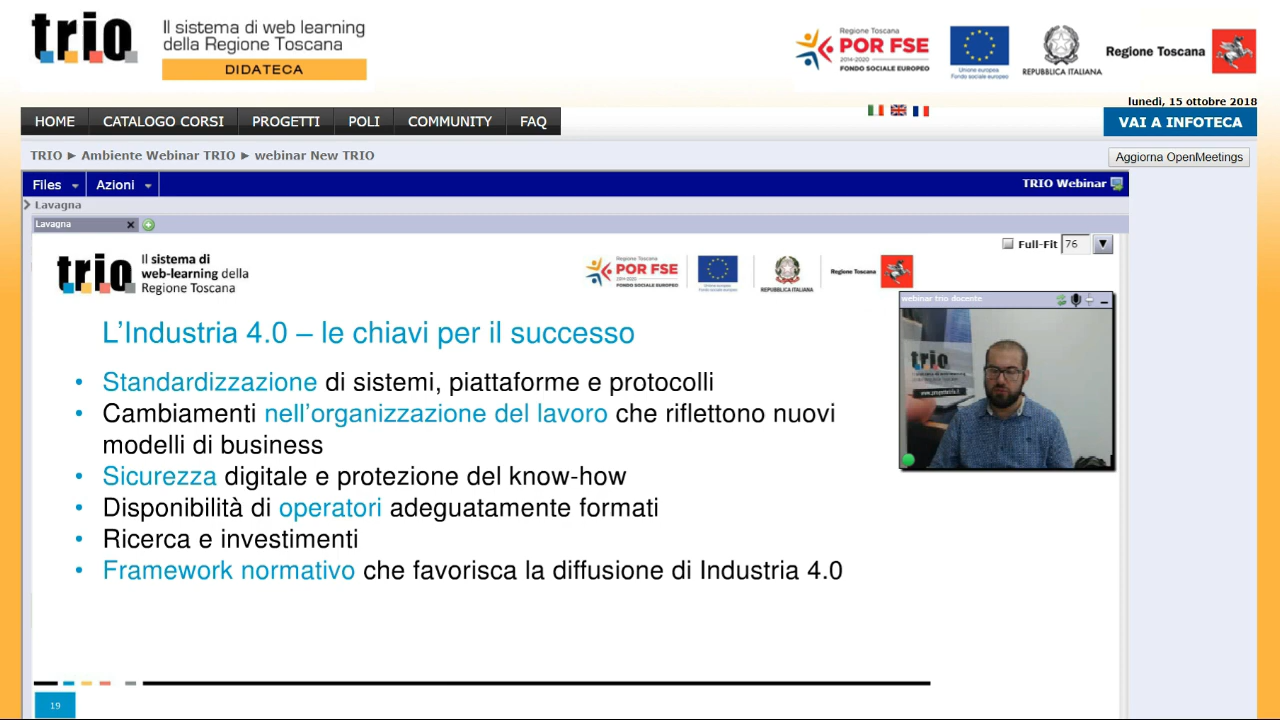 trio
Il sistema di web learning
della Regione Toscana
DIDATECA
Regione Toscana
POR FSE
2014-2020
FONDO SOCIALE EUROPEO
Unione europea
Fondo sociale europeo
REPUBBLICA ITALIANA
Regione Toscana
lunedì, 15 ottobre 2018
HOME CATALOGO CORSI PROGETTI POLI COMMUNITY FAQ
VAI A INFOTECA
TRIO ► Ambiente Webinar TRIO ► webinar New TRIO
Aggiorna OpenMeetings
Files Azioni
TRIO Webinar
Lavagna
Lavagna
Full-Fit 76
trio
Il sistema di
web-learning della
Regione Toscana
Regione Toscana
POR FSE
2014-2020
FONDO SOCIALE EUROPEO
REPUBBLICA ITALIANA
Regione Toscana
webinar trio docente
trio
L'Industria 4.0 – le chiavi per il successo
• Standardizzazione di sistemi, piattaforme e protocolli
• Cambiamenti nell'organizzazione del lavoro che riflettono nuovi
modelli di business
• Sicurezza digitale e protezione del know-how
• Disponibilità di operatori adeguatamente formati
• Ricerca e investimenti
• Framework normativo che favorisca la diffusione di Industria 4.0
19